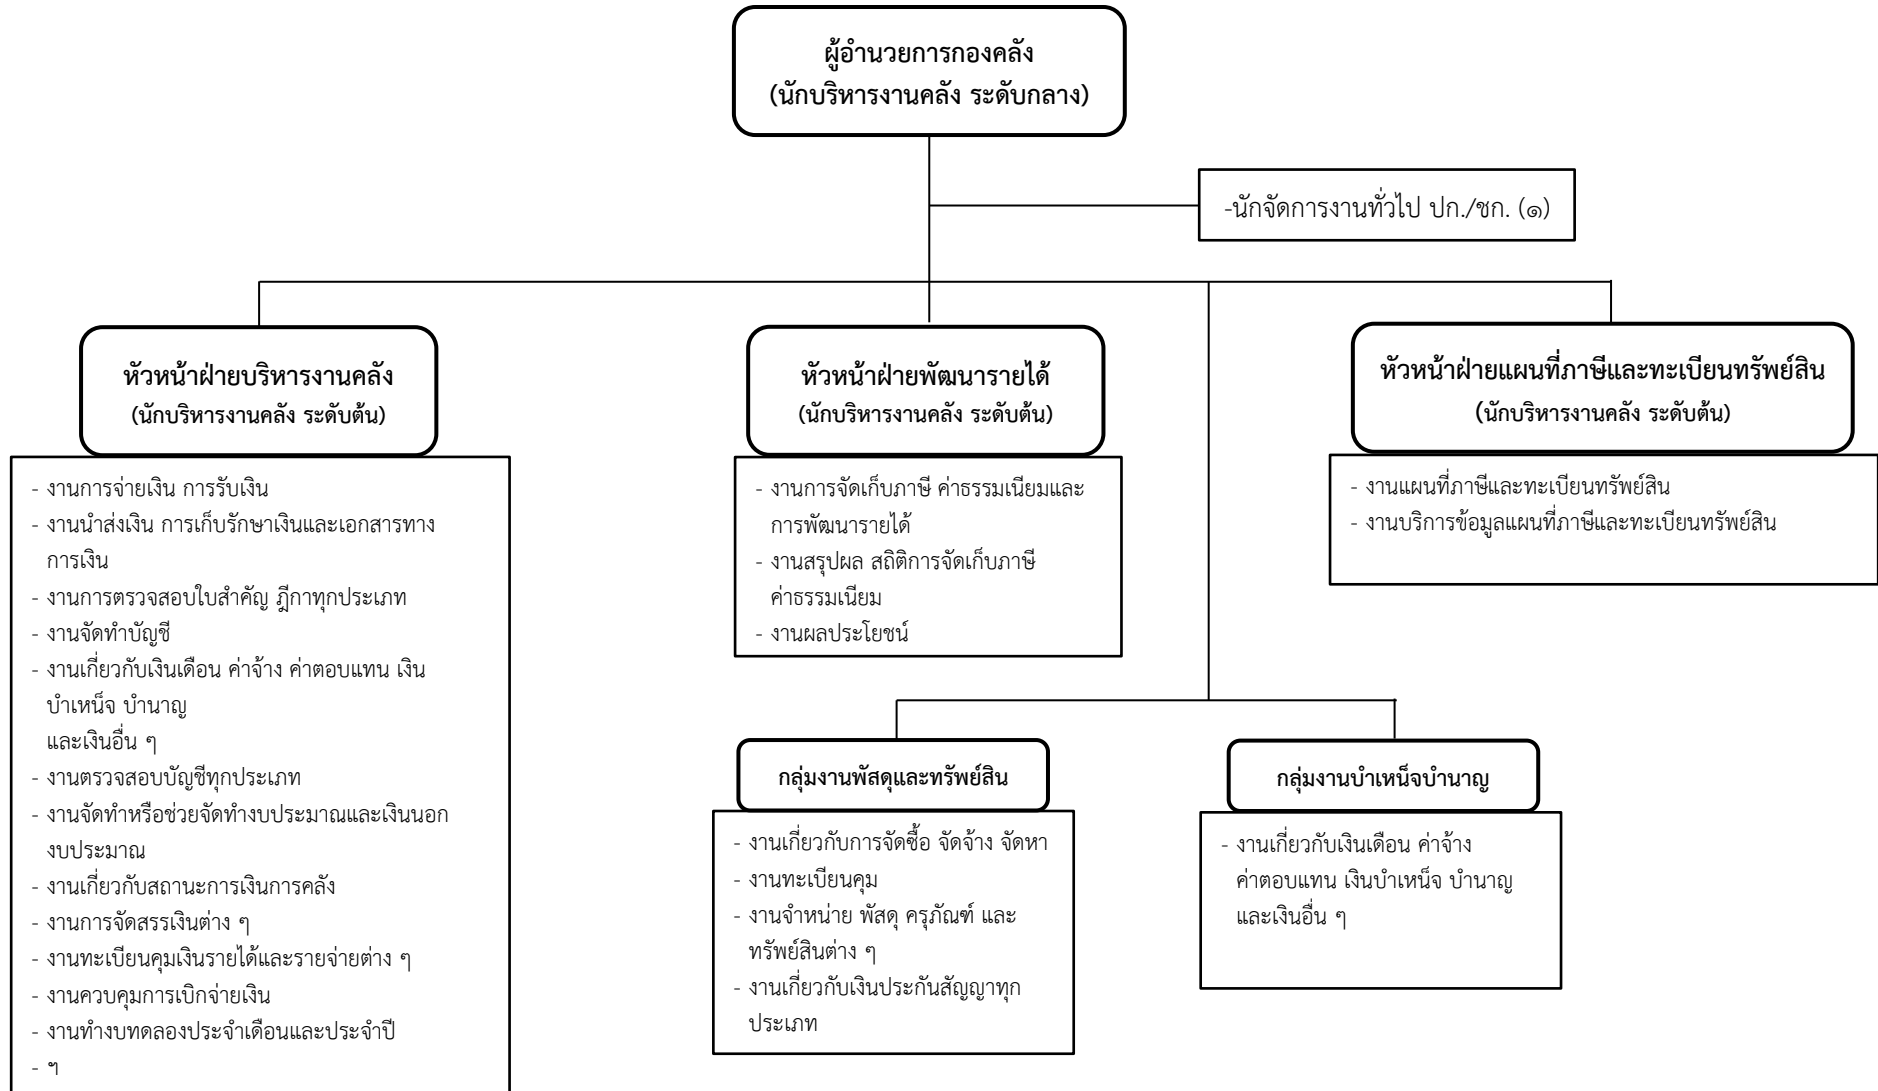 ผู้อำนวยการกองคลัง
(นักบริหารงานคลัง ระดับกลาง)
-นักจัดการงานทั่วไป ปก./ชก. (๑)
หัวหน้าฝ่ายบริหารงานคลัง
(นักบริหารงานคลัง ระดับต้น)
- งานการจ่ายเงิน การรับเงิน
- งานนำส่งเงิน การเก็บรักษาเงินและเอกสารทาง
การเงิน
- งานการตรวจสอบใบสำคัญ ฎีกาทุกประเภท
- งานจัดทำบัญชี
- งานเกี่ยวกับเงินเดือน ค่าจ้าง ค่าตอบแทน เงิน
บำเหน็จ บำนาญ
และเงินอื่น ๆ
- งานตรวจสอบบัญชีทุกประเภท
- งานจัดทำหรือช่วยจัดทำงบประมาณและเงินนอก
งบประมาณ
- งานเกี่ยวกับสถานะการเงินการคลัง
- งานการจัดสรรเงินต่าง ๆ
- งานทะเบียนคุมเงินรายได้และรายจ่ายต่าง ๆ
- งานควบคุมการเบิกจ่ายเงิน
- งานทำงบทดลองประจำเดือนและประจำปี
- ฯ
หัวหน้าฝ่ายพัฒนารายได้
(นักบริหารงานคลัง ระดับต้น)
- งานการจัดเก็บภาษี ค่าธรรมเนียมและ
การพัฒนารายได้
- งานสรุปผล สถิติการจัดเก็บภาษี
ค่าธรรมเนียม
- งานผลประโยชน์
หัวหน้าฝ่ายแผนที่ภาษีและทะเบียนทรัพย์สิน
(นักบริหารงานคลัง ระดับต้น)
- งานแผนที่ภาษีและทะเบียนทรัพย์สิน
- งานบริการข้อมูลแผนที่ภาษีและทะเบียนทรัพย์สิน
กลุ่มงานพัสดุและทรัพย์สิน
- งานเกี่ยวกับการจัดซื้อ จัดจ้าง จัดหา
- งานทะเบียนคุม
- งานจำหน่าย พัสดุ ครุภัณฑ์ และ
ทรัพย์สินต่าง ๆ
- งานเกี่ยวกับเงินประกันสัญญาทุก
ประเภท
กลุ่มงานบำเหน็จบำนาญ
- งานเกี่ยวกับเงินเดือน ค่าจ้าง
ค่าตอบแทน เงินบำเหน็จ บำนาญ
และเงินอื่น ๆ